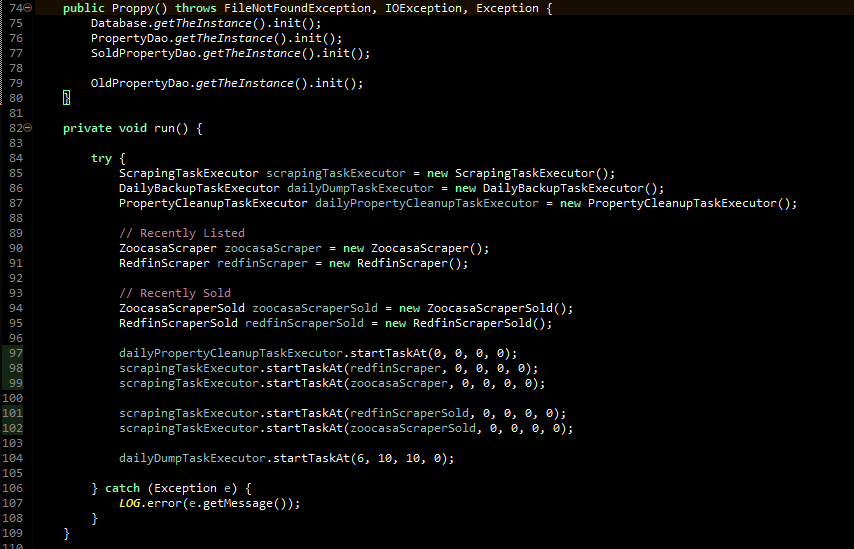 74 public Proppy() throws FileNotFoundException, IOException, Exception {
75 Database.getTheInstance().init();
76 PropertyDao.getTheInstance().init();
77 SoldPropertyDao.getTheInstance().init();
78
79 OldPropertyDao.getTheInstance().init();
80 }
81
82 private void run() {
83
84 try {
85 ScrapingTaskExecutor scrapingTaskExecutor = new ScrapingTaskExecutor();
86 DailyBackupTaskExecutor dailyDumpTaskExecutor = new DailyBackupTaskExecutor();
87 PropertyCleanupTaskExecutor dailyPropertyCleanupTaskExecutor = new PropertyCleanupTaskExecutor();
88
89 // Recently Listed
90 ZoocasaScraper zoocasaScraper = new ZoocasaScraper();
91 RedfinScraper redfinScraper = new RedfinScraper();
92
93 // Recently Sold
94 ZoocasaScraperSold zoocasaScraperSold = new ZoocasaScraperSold();
95 RedfinScraperSold redfinScraperSold = new RedfinScraperSold();
96
97 dailyPropertyCleanupTaskExecutor.startTaskAt(0, 0, 0, 0);
98 scrapingTaskExecutor.startTaskAt(redfinScraper, 0, 0, 0, 0);
99 scrapingTaskExecutor.startTaskAt(zoocasaScraper, 0, 0, 0, 0);
100
101 scrapingTaskExecutor.startTaskAt(redfinScraperSold, 0, 0, 0, 0);
102 scrapingTaskExecutor.startTaskAt(zoocasaScraperSold, 0, 0, 0, 0);
103
104 dailyDumpTaskExecutor.startTaskAt(6, 10, 10, 0);
105
106 } catch (Exception e) {
107 LOG.error(e.getMessage());
108 }
109 }
110